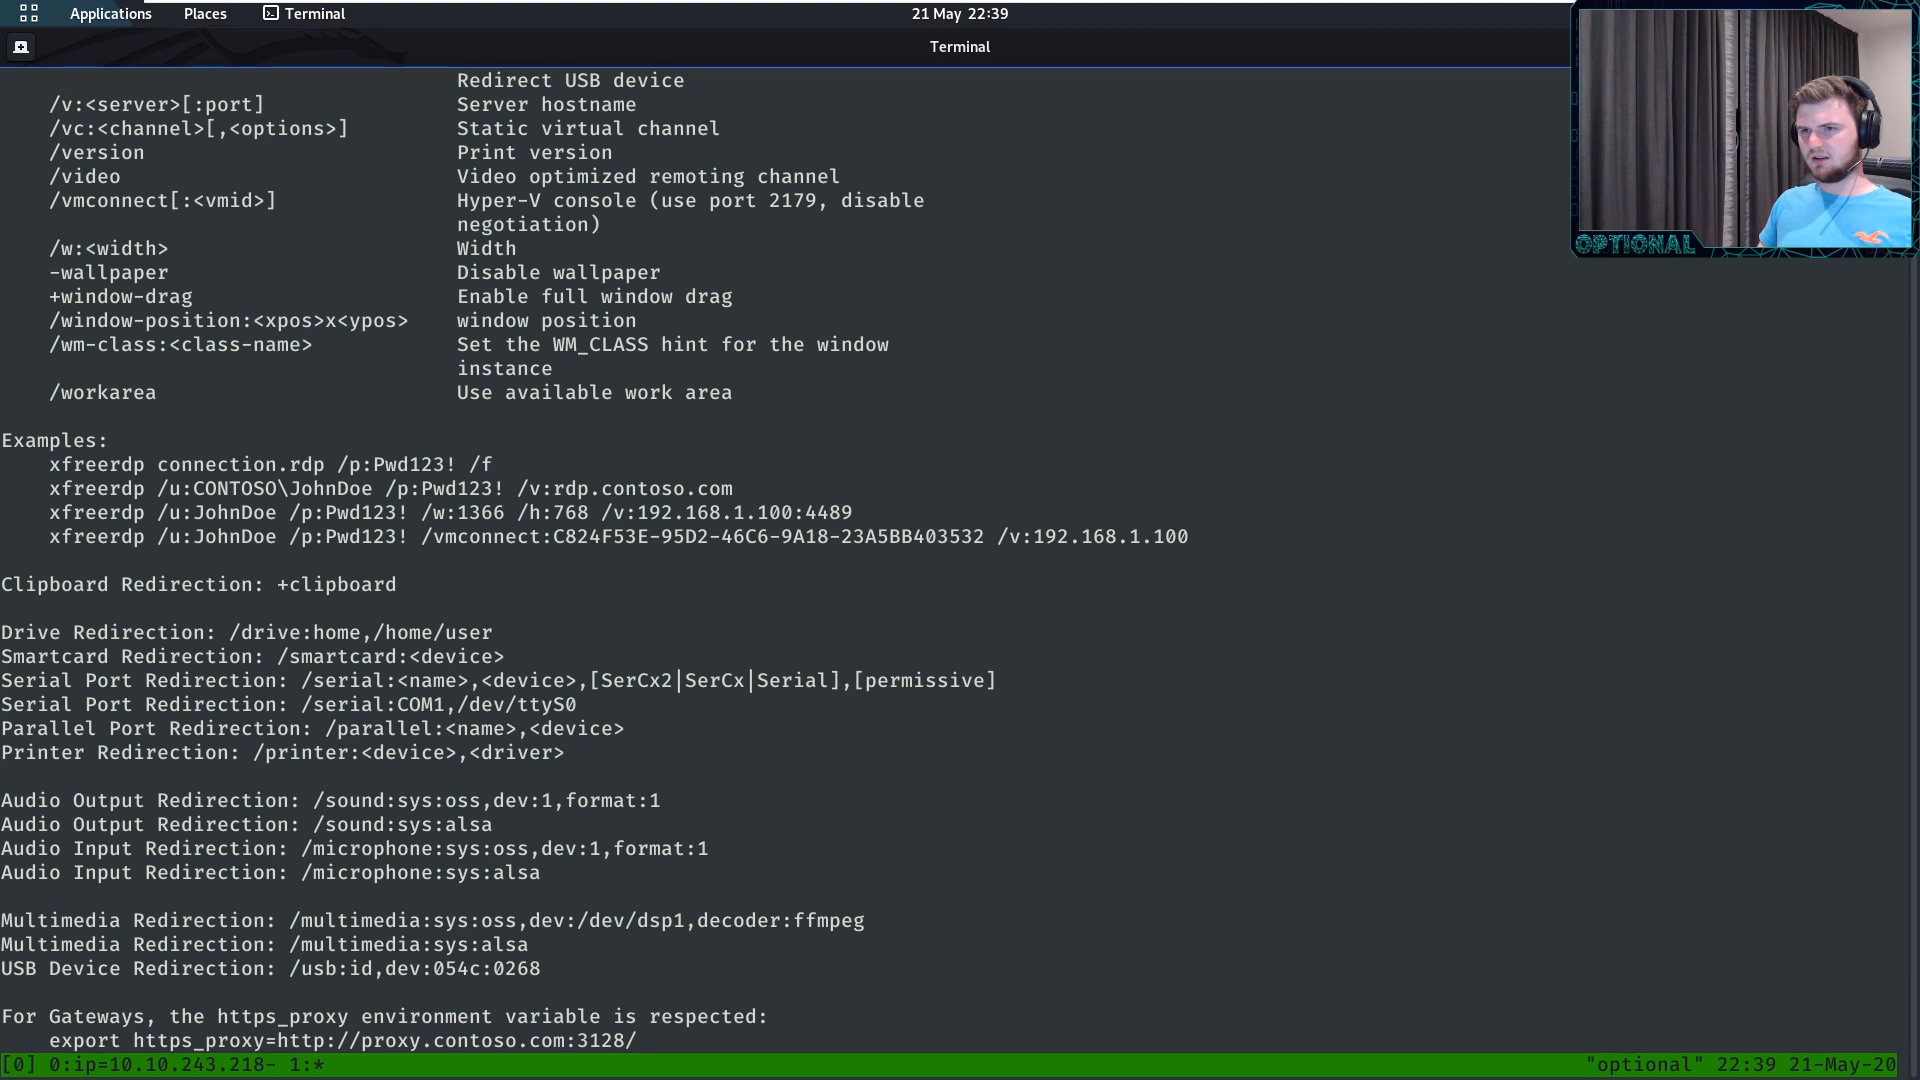 Applications Places Terminal 21 May 22:39
Terminal
Redirect USB device
/v:<server>[:port] Server hostname
/vc:<channel>[,<options>] Static virtual channel
/version Print version
/video Video optimized remoting channel
/vmconnect[:<vmid>] Hyper-V console (use port 2179, disable
negotiation)
/w:<width> Width
-wallpaper Disable wallpaper
+window-drag Enable full window drag
/window-position:<xpos>x<ypos> window position
/wm-class:<class-name> Set the WM_CLASS hint for the window
instance
/workarea Use available work area
Examples:
xfreerdp connection.rdp /p:Pwd123! /f
xfreerdp /u:CONTOSO\JohnDoe /p:Pwd123! /v:rdp.contoso.com
xfreerdp /u:JohnDoe /p:Pwd123! /w:1366 /h:768 /v:192.168.1.100:4489
xfreerdp /u:JohnDoe /p:Pwd123! /vmconnect:C824F53E-95D2-46C6-9A18-23A5BB403532 /v:192.168.1.100
Clipboard Redirection: +clipboard
Drive Redirection: /drive:home,/home/user
Smartcard Redirection: /smartcard:<device>
Serial Port Redirection: /serial:<name>,<device>,[SerCx2|SerCx|Serial],[permissive]
Serial Port Redirection: /serial:COM1,/dev/ttyS0
Parallel Port Redirection: /parallel:<name>,<device>
Printer Redirection: /printer:<device>,<driver>
Audio Output Redirection: /sound:sys:oss,dev:1,format:1
Audio Output Redirection: /sound:sys:alsa
Audio Input Redirection: /microphone:sys:oss,dev:1,format:1
Audio Input Redirection: /microphone:sys:alsa
Multimedia Redirection: /multimedia:sys:oss,dev:/dev/dsp1,decoder:ffmpeg
Multimedia Redirection: /multimedia:sys:alsa
USB Device Redirection: /usb:id,dev:054c:0268
For Gateways, the https_proxy environment variable is respected:
export https_proxy=http://proxy.contoso.com:3128/
[0] 0:ip=10.10.243.218- 1:* "optional" 22:39 21-May-20
OPTIONAL